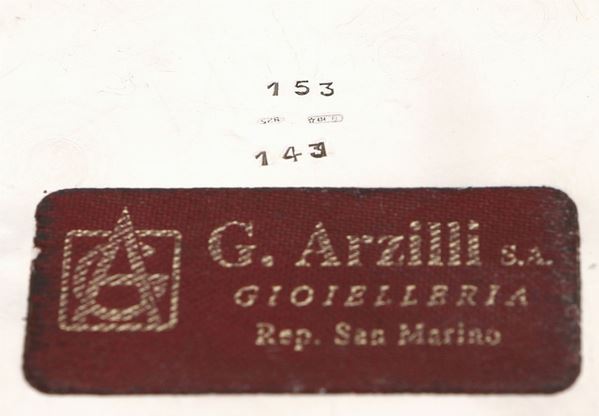 153
143
G. Arzilli S.A.
GIOIELLERIA
Rep. San Marino